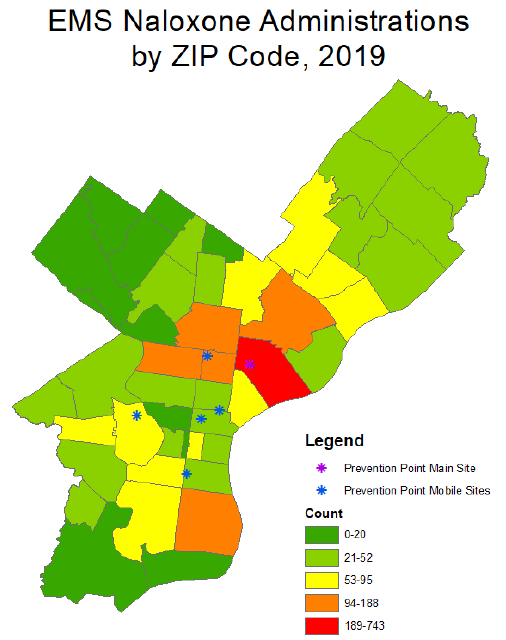 EMS Naloxone Administrations
by ZIP Code, 2019
Legend
Prevention Point Main Site
Prevention Point Mobile Sites
Count
0-20
21-52
53-95
94-188
189-743